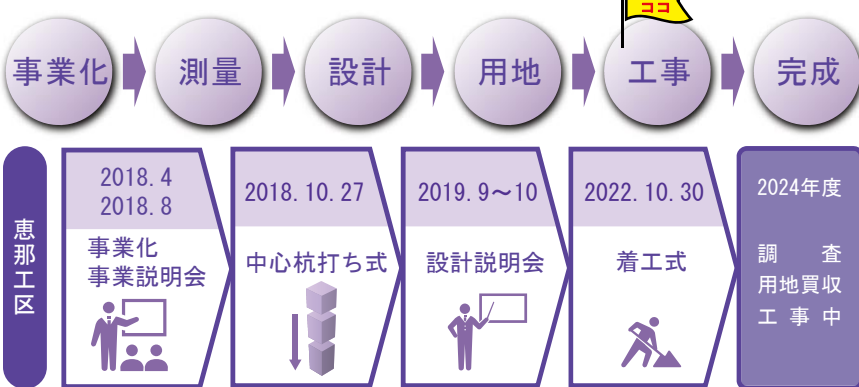 ココ
事業化
測量
設計
用地
工事
完成
恵那工区
2018.4
2018.8
事業化
事業説明会
2018.10.27
中心杭打ち式
2019.9～10
設計説明会
2022.10.30
着工式
2024年度
調査
用地買収
工事中